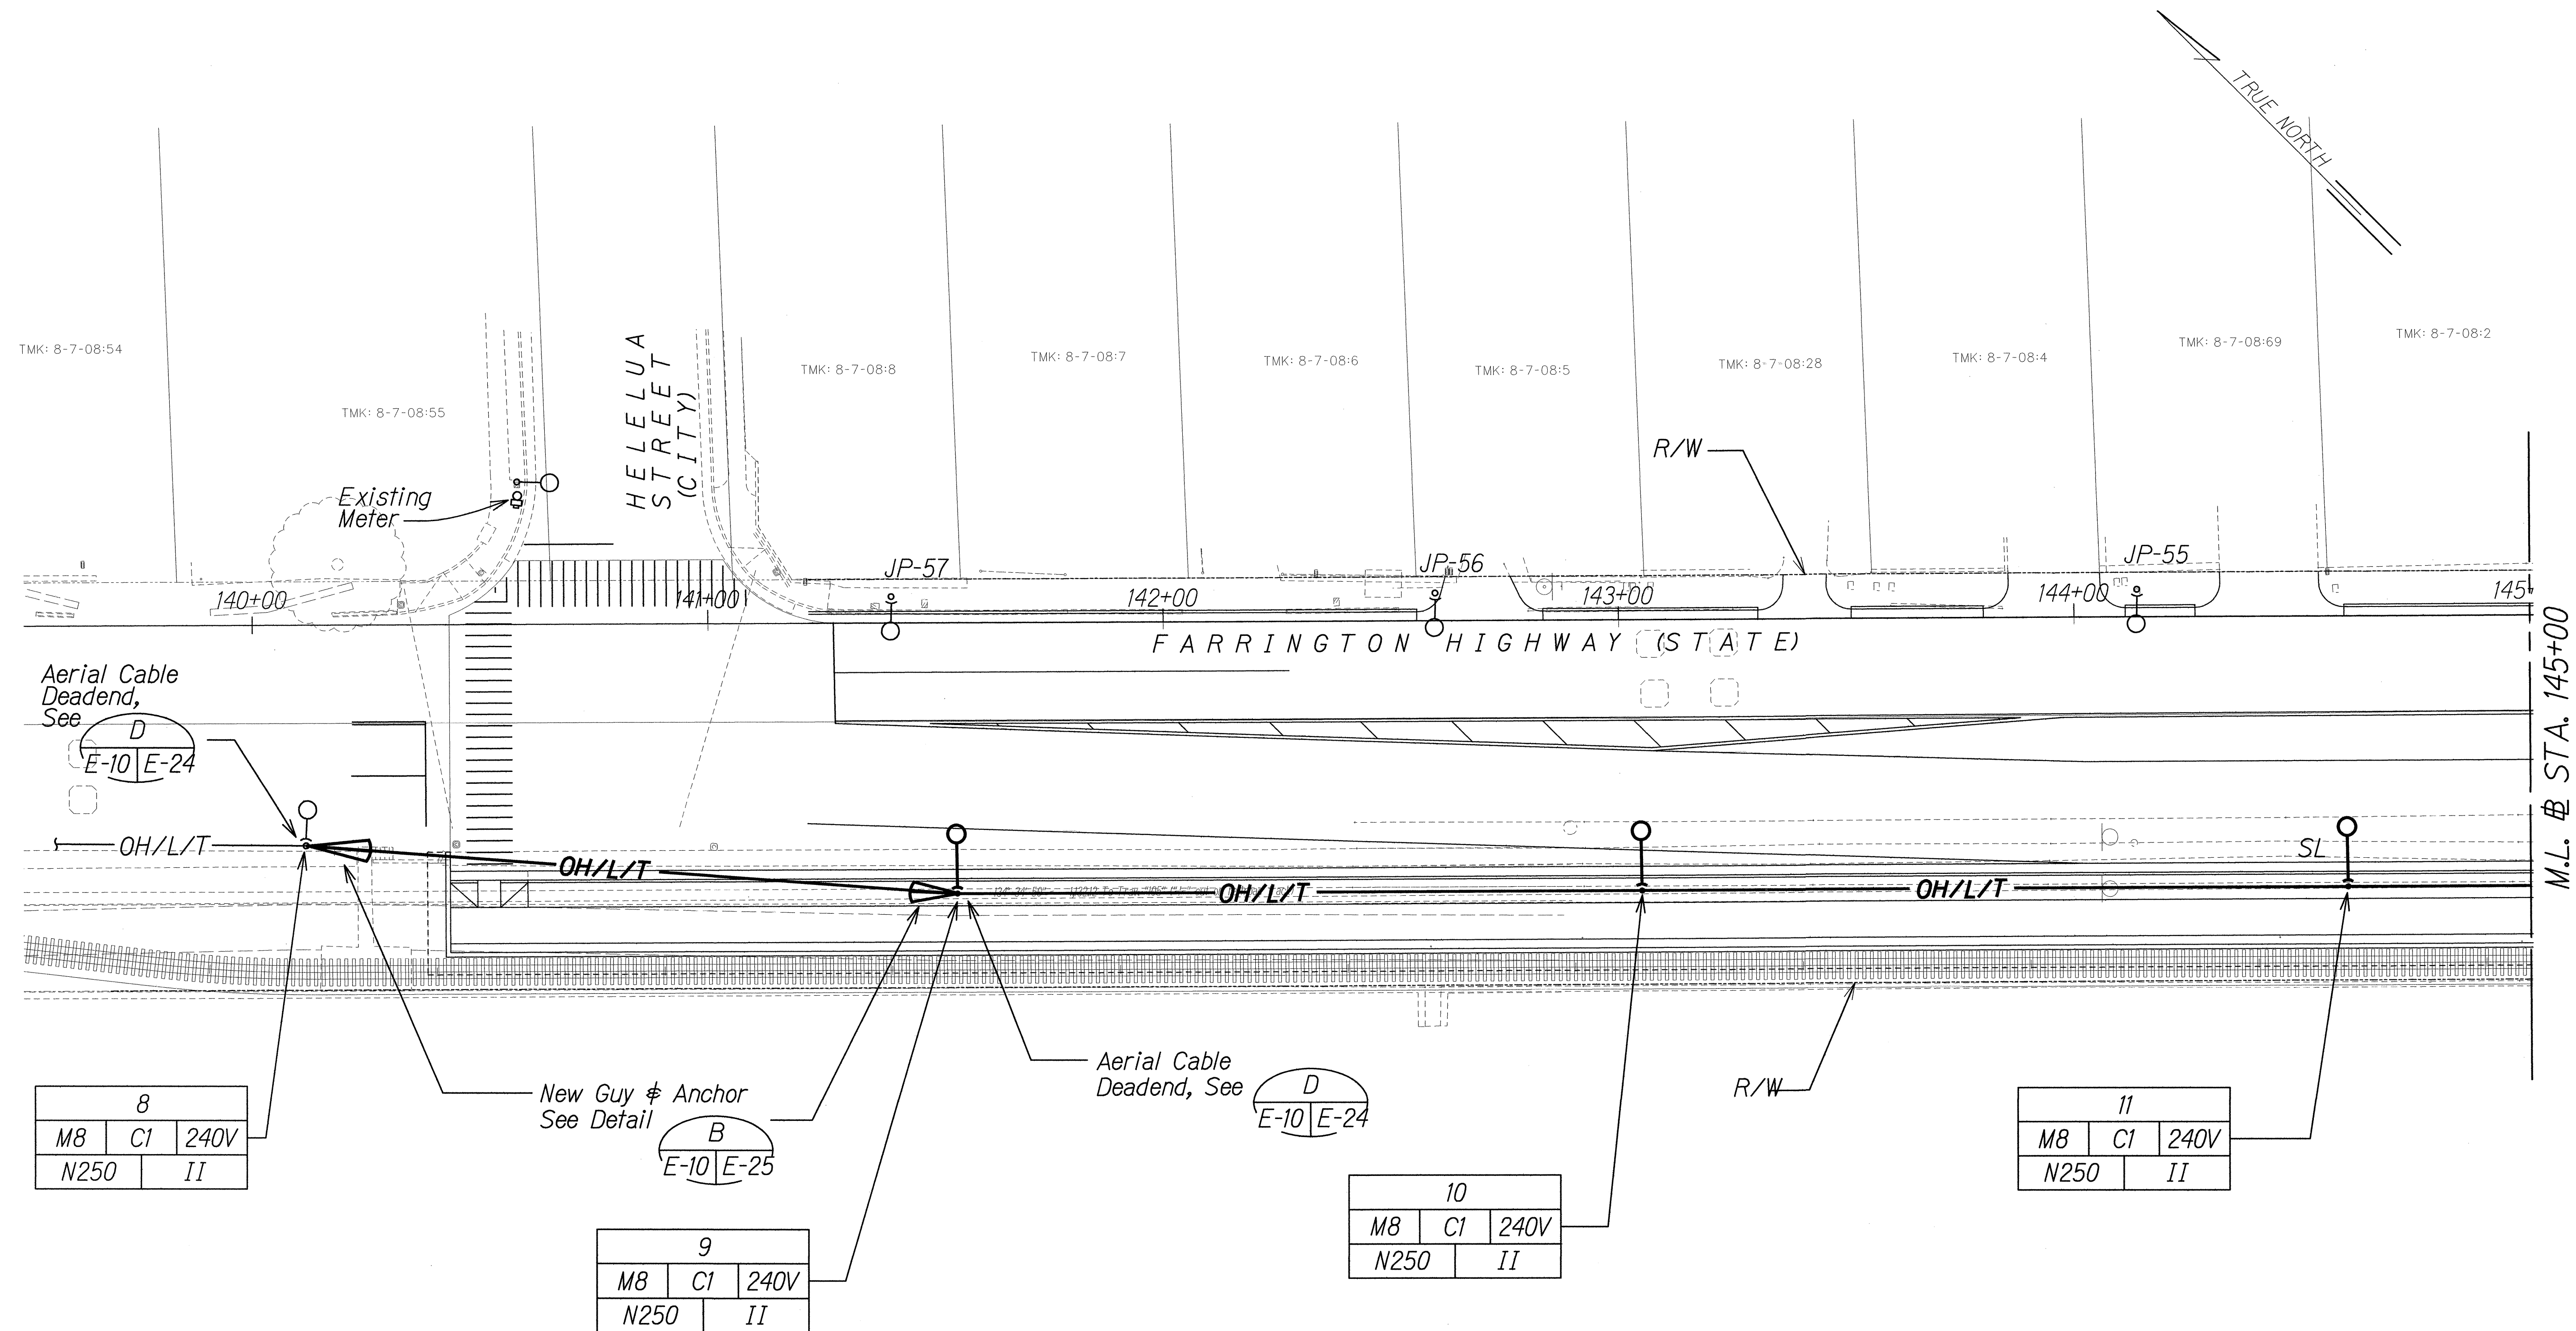 TRUE NORTH
TMK: 8-7-08:54
TMK: 8-7-08:55
HELELUA
STREET
(CITY)
TMK: 8-7-08:8
TMK: 8-7-08:7
TMK: 8-7-08:6
TMK: 8-7-08:5
TMK: 8-7-08:28
TMK: 8-7-08:4
TMK: 8-7-08:69
TMK: 8-7-08:2
Existing
Meter
R/W
JP-57
JP-56
JP-55
140+00
141+00
142+00
143+00
144+00
145+
FARRINGTON HIGHWAY (STATE)
M.L. BL STA. 145+00
Aerial Cable
Deadend,
See
D
E-10 E-24
OH/L/T
OH/L/T
OH/L/T
OH/L/T
SL
New Guy & Anchor
See Detail
B
E-10 E-25
Aerial Cable
Deadend, See
D
E-10 E-24
R/W
8
M8 C1 240V
N250 II
9
M8 C1 240V
N250 II
10
M8 C1 240V
N250 II
11
M8 C1 240V
N250 II